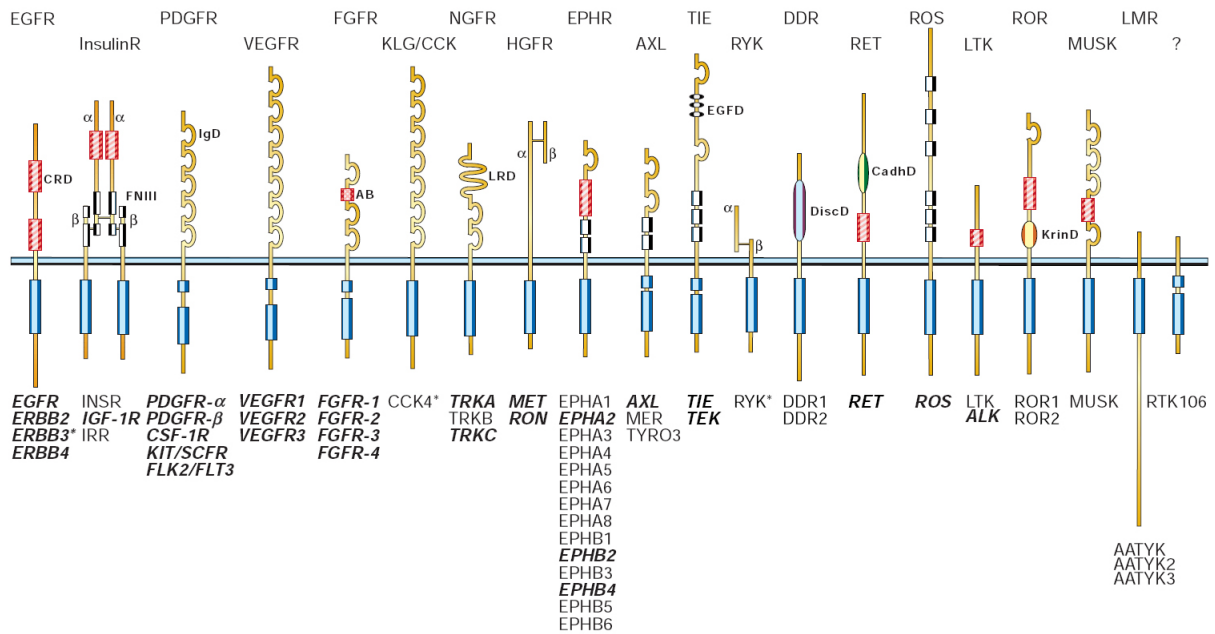 EGFR PDGFR FGFR NGFR EPHR TIE DDR ROS ROR LMR
InsulinR VEGFR KLG/CCK HGFR AXL RYK RET LTK MUSK ?
α α
IgD
EGFD
CRD
FNIII
β β
AB
LRD
α
β
α
β
DiscD
CadhD
KrinD
EGFR
ERBB2
ERBB3*
ERBB4
INSR
IGF-1R
IRR
PDGFR-α
PDGFR-β
CSF-1R
KIT/SCFR
FLK2/FLT3
VEGFR1
VEGFR2
VEGFR3
FGFR-1
FGFR-2
FGFR-3
FGFR-4
CCK4*
TRKA
TRKB
TRKC
MET
RON
EPHA1
EPHA2
EPHA3
EPHA4
EPHA5
EPHA6
EPHA7
EPHA8
EPHB1
EPHB2
EPHB3
EPHB4
EPHB5
EPHB6
AXL
MER
TYRO3
TIE
TEK
RYK*
DDR1
DDR2
RET
ROS
LTK
ALK
ROR1
ROR2
MUSK
AATYK
AATYK2
AATYK3
RTK106